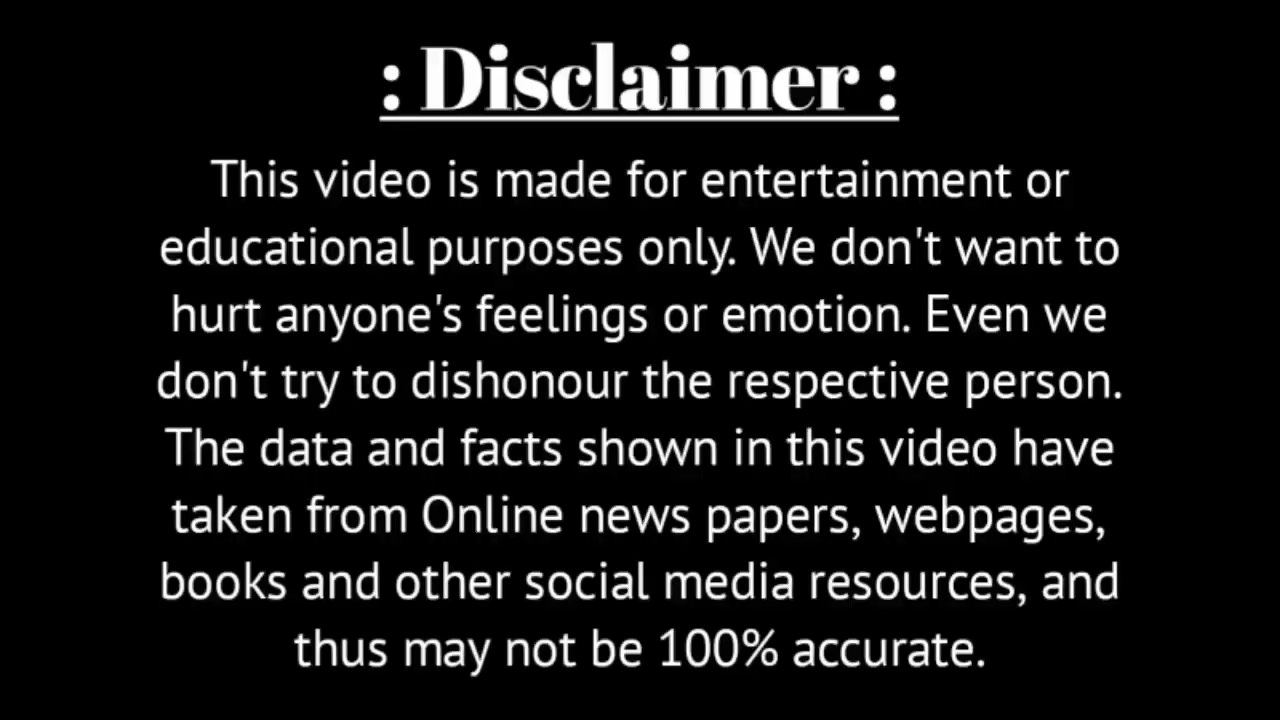 : Disclaimer :
This video is made for entertainment or
educational purposes only. We don't want to
hurt anyone's feelings or emotion. Even we
don't try to dishonour the respective person.
The data and facts shown in this video have
taken from Online news papers, webpages,
books and other social media resources, and
thus may not be 100% accurate.